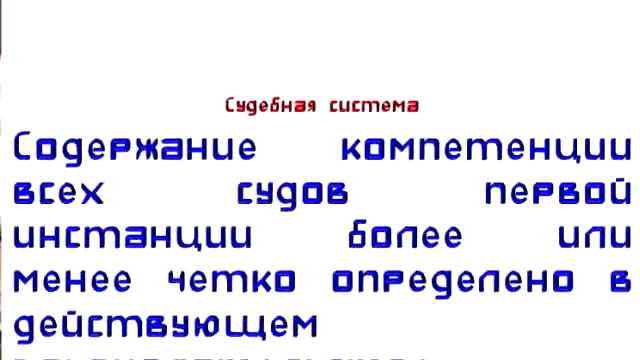 Судебная система
Содержание компетенции
всех судов первой
инстанции более или
менее четко определено в
действующем